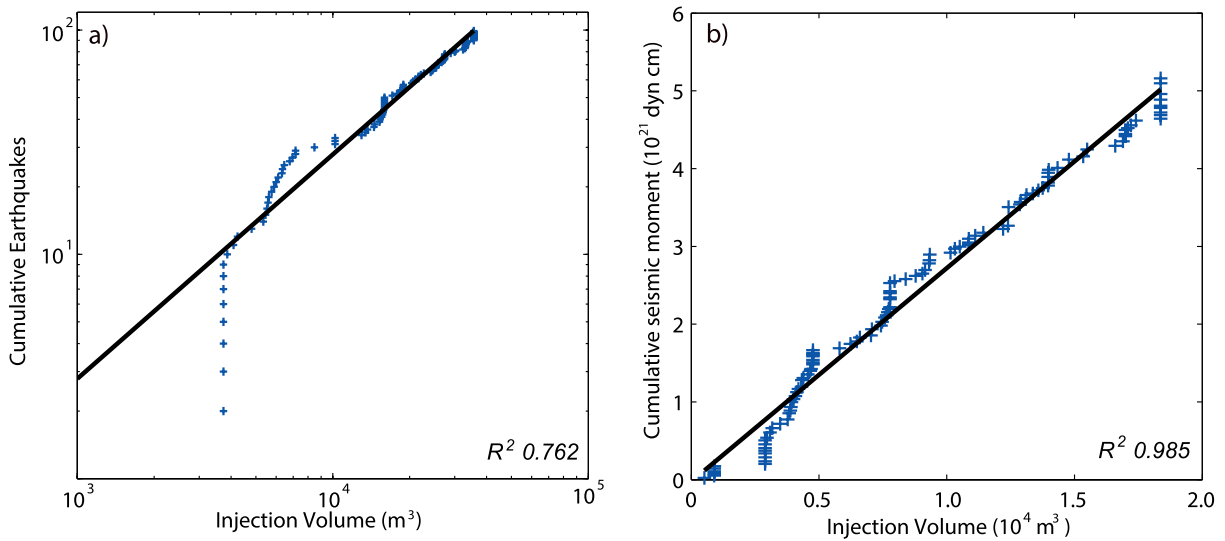 a)
10²
10¹
Cumulative Earthquakes
R² 0.762
10³ 10⁴ 10⁵
Injection Volume (m³)
b)
6
5
4
3
2
1
0
Cumulative seismic moment (10²¹ dyn cm)
R² 0.985
0 0.5 1.0 1.5 2.0
Injection Volume (10⁴ m³)